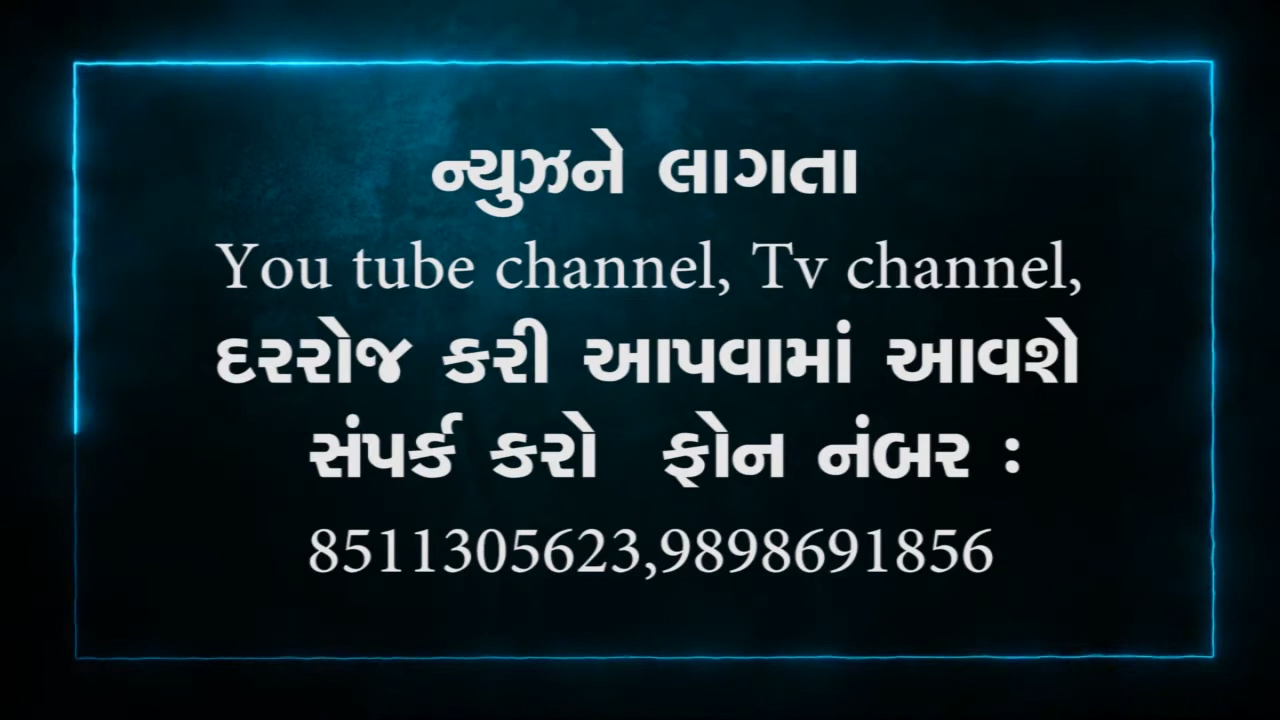 ન્યુઝને લાગતા
You tube channel, Tv channel,
દરરોજ કરી આપવામાં આવશે
સંપર્ક કરો ફોન નંબર :
8511305623,9898691856